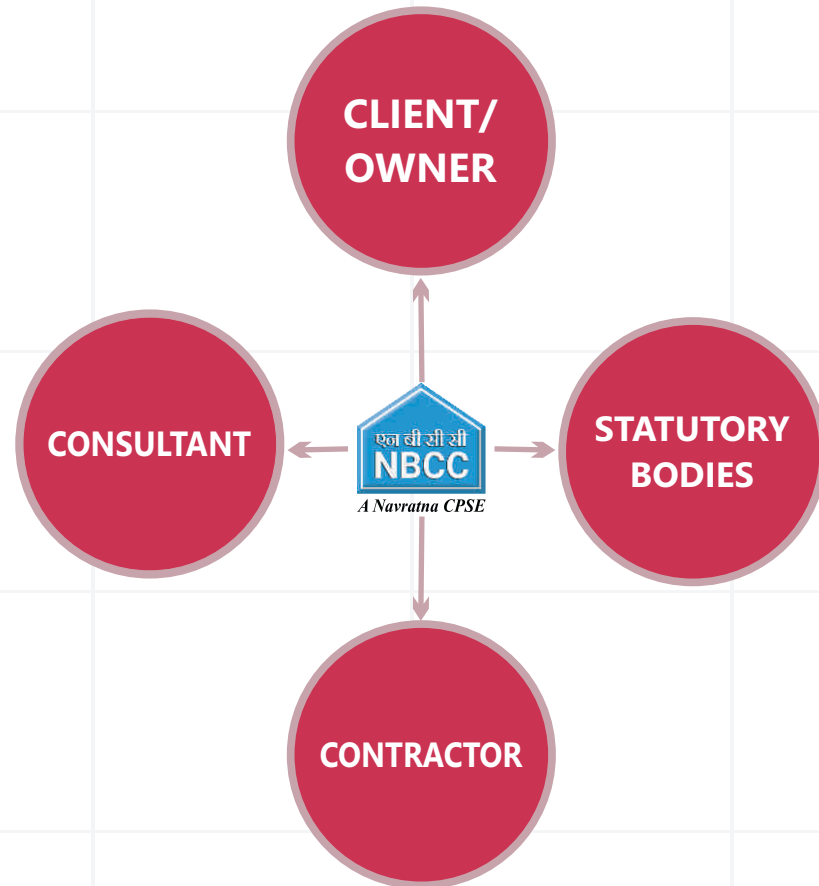 CLIENT/
OWNER
CONSULTANT
एन बी सी सी
NBCC
A Navratna CPSE
STATUTORY
BODIES
CONTRACTOR